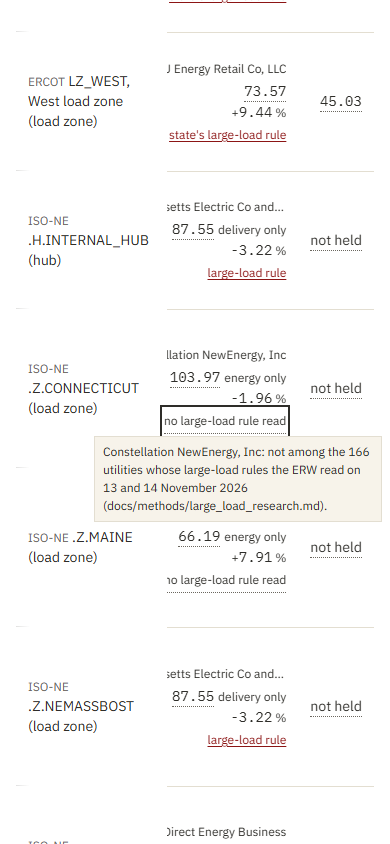 ERCOT LZ_WEST,
West load zone
(load zone)
J Energy Retail Co, LLC
73.57
+9.44 %
state's large-load rule
45.03
ISO-NE
.H.INTERNAL_HUB
(hub)
setts Electric Co and...
87.55 delivery only
-3.22 %
large-load rule
not held
ISO-NE
.Z.CONNECTICUT
(load zone)
llation NewEnergy, Inc
103.97 energy only
-1.96 %
no large-load rule read
not held
Constellation NewEnergy, Inc: not among the 166
utilities whose large-load rules the ERW read on
13 and 14 November 2026
(docs/methods/large_load_research.md).
ISO-NE .Z.MAINE
(load zone)
66.19 energy only
+7.91 %
no large-load rule read
not held
ISO-NE
.Z.NEMASSBOST
(load zone)
setts Electric Co and...
87.55 delivery only
-3.22 %
large-load rule
not held
Direct Energy Business